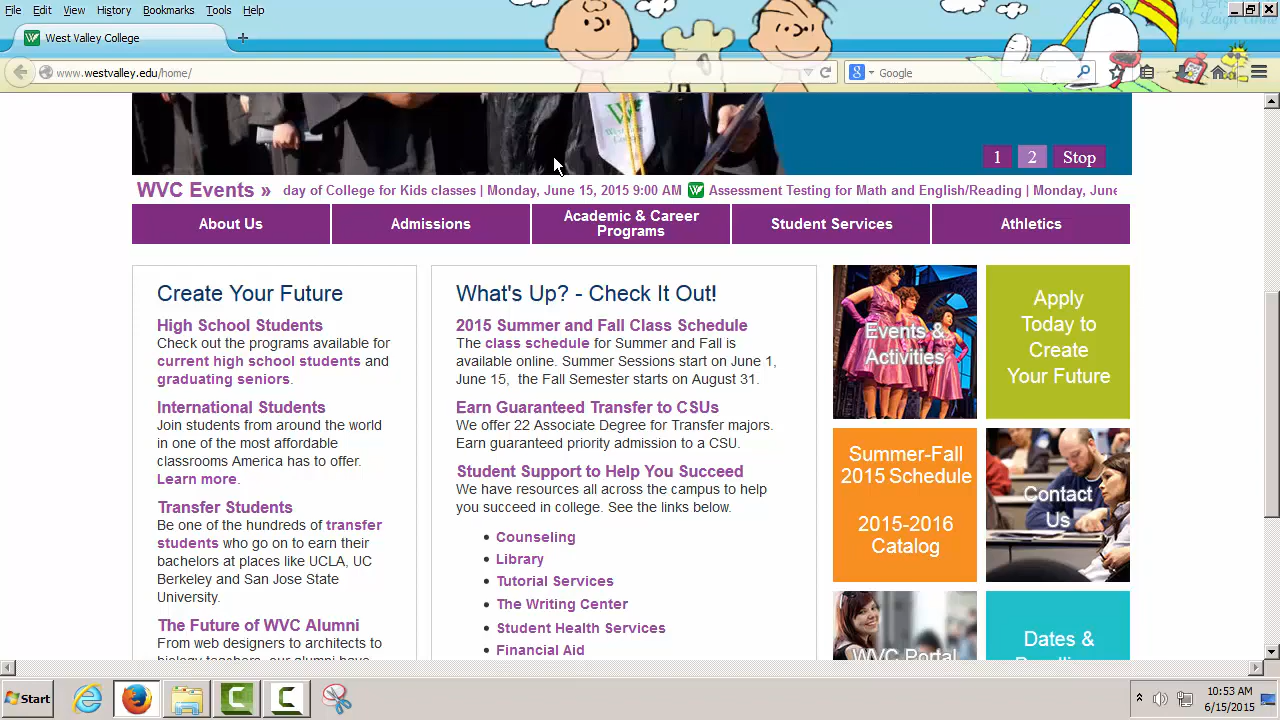 File Edit View History Bookmarks Tools Help
by Leigh Anne
West Valley College
www.westvalley.edu/home/
Google
1 2 Stop
WVC Events » day of College for Kids classes | Monday, June 15, 2015 9:00 AM Assessment Testing for Math and English/Reading | Monday, June
About Us
Admissions
Academic & Career
Programs
Student Services
Athletics
Create Your Future
High School Students
Check out the programs available for
current high school students and
graduating seniors.
International Students
Join students from around the world
in one of the most affordable
classrooms America has to offer.
Learn more.
Transfer Students
Be one of the hundreds of transfer
students who go on to earn their
bachelors at places like UCLA, UC
Berkeley and San Jose State
University.
The Future of WVC Alumni
From web designers to architects to
What's Up? - Check It Out!
2015 Summer and Fall Class Schedule
The class schedule for Summer and Fall is
available online. Summer Sessions start on June 1,
June 15, the Fall Semester starts on August 31.
Earn Guaranteed Transfer to CSUs
We offer 22 Associate Degree for Transfer majors.
Earn guaranteed priority admission to a CSU.
Student Support to Help You Succeed
We have resources all across the campus to help
you succeed in college. See the links below.
Counseling
Library
Tutorial Services
The Writing Center
Student Health Services
Financial Aid
Events &
Activities
Apply
Today to
Create
Your Future
Summer-Fall
2015 Schedule
2015-2016
Catalog
Contact
Us
WVC Portal
Dates &
Start
10:53 AM
6/15/2015